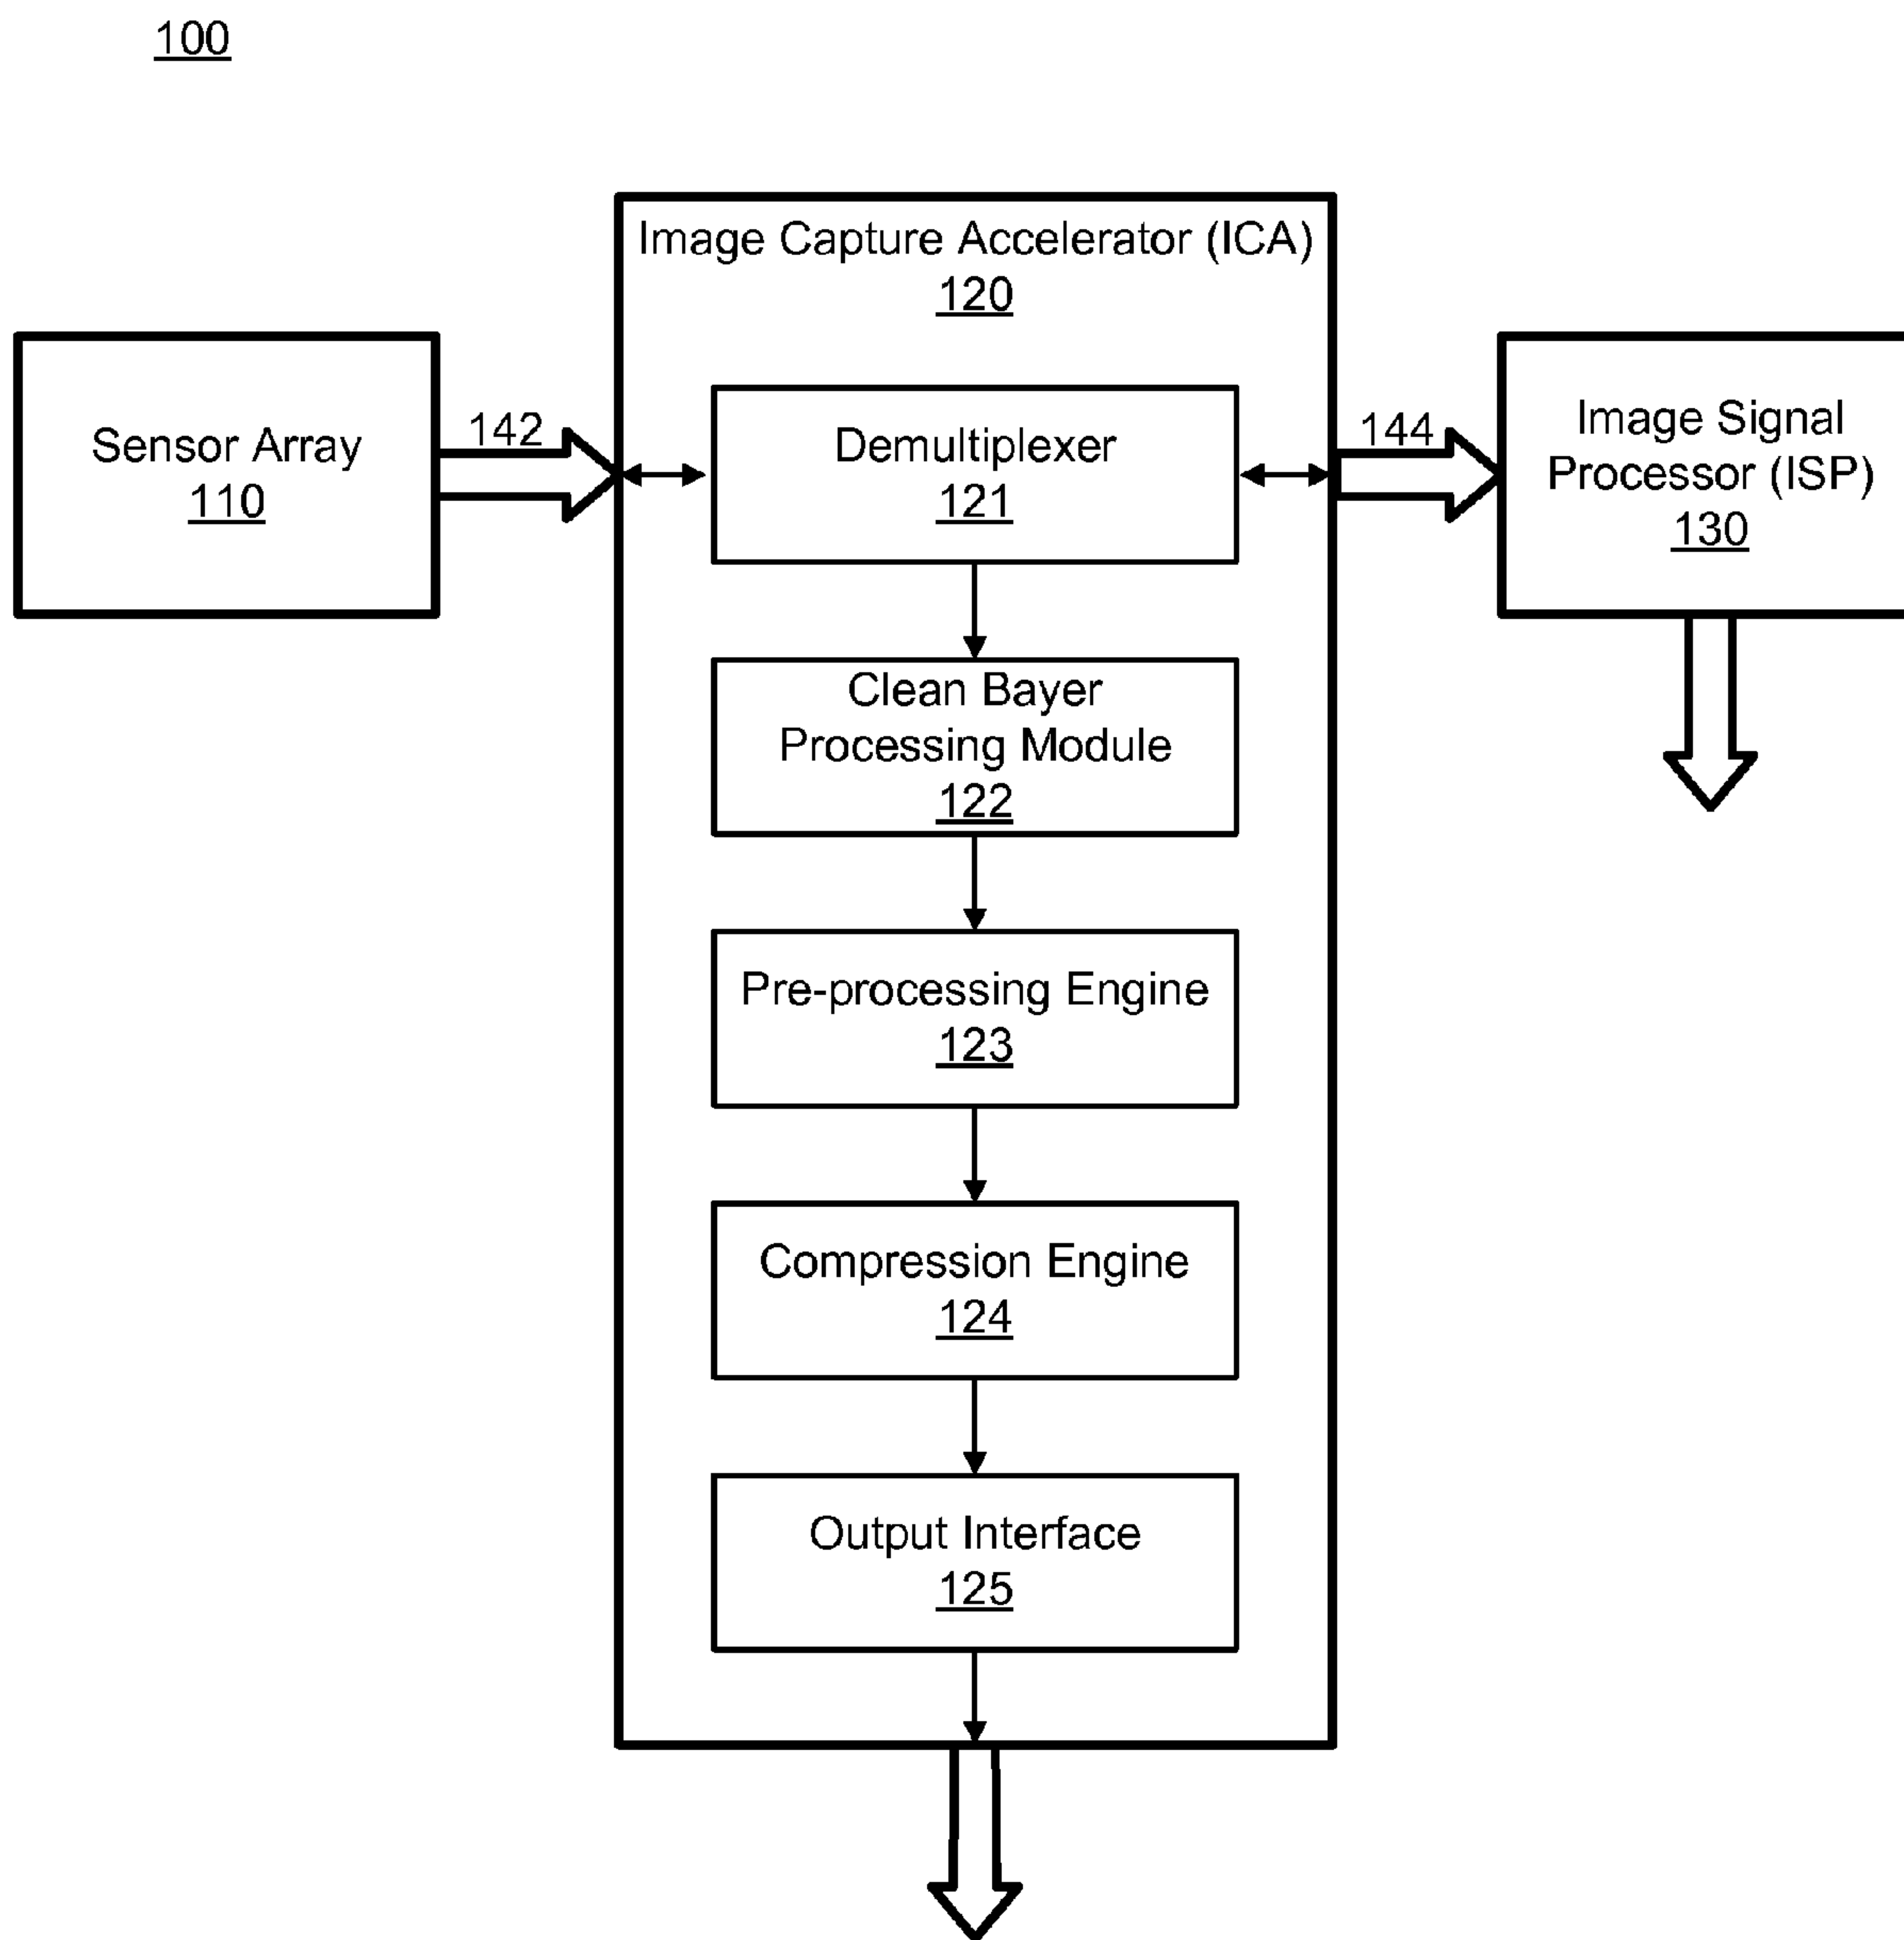 100
Image Capture Accelerator (ICA)
120
Sensor Array
110
142
Demultiplexer
121
144
Image Signal
Processor (ISP)
130
Clean Bayer
Processing Module
122
Pre-processing Engine
123
Compression Engine
124
Output Interface
125